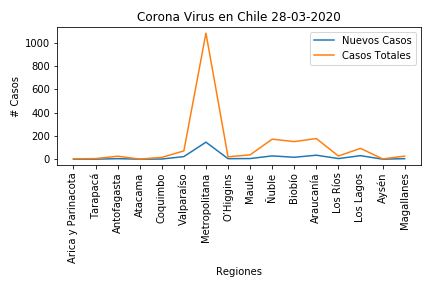 Corona Virus en Chile 28-03-2020
Nuevos Casos
Casos Totales
# Casos
1000
800
600
400
200
0
Arica y Parinacota
Tarapacá
Antofagasta
Atacama
Coquimbo
Valparaíso
Metropolitana
O'Higgins
Maule
Ñuble
Biobío
Araucanía
Los Ríos
Los Lagos
Aysén
Magallanes
Regiones